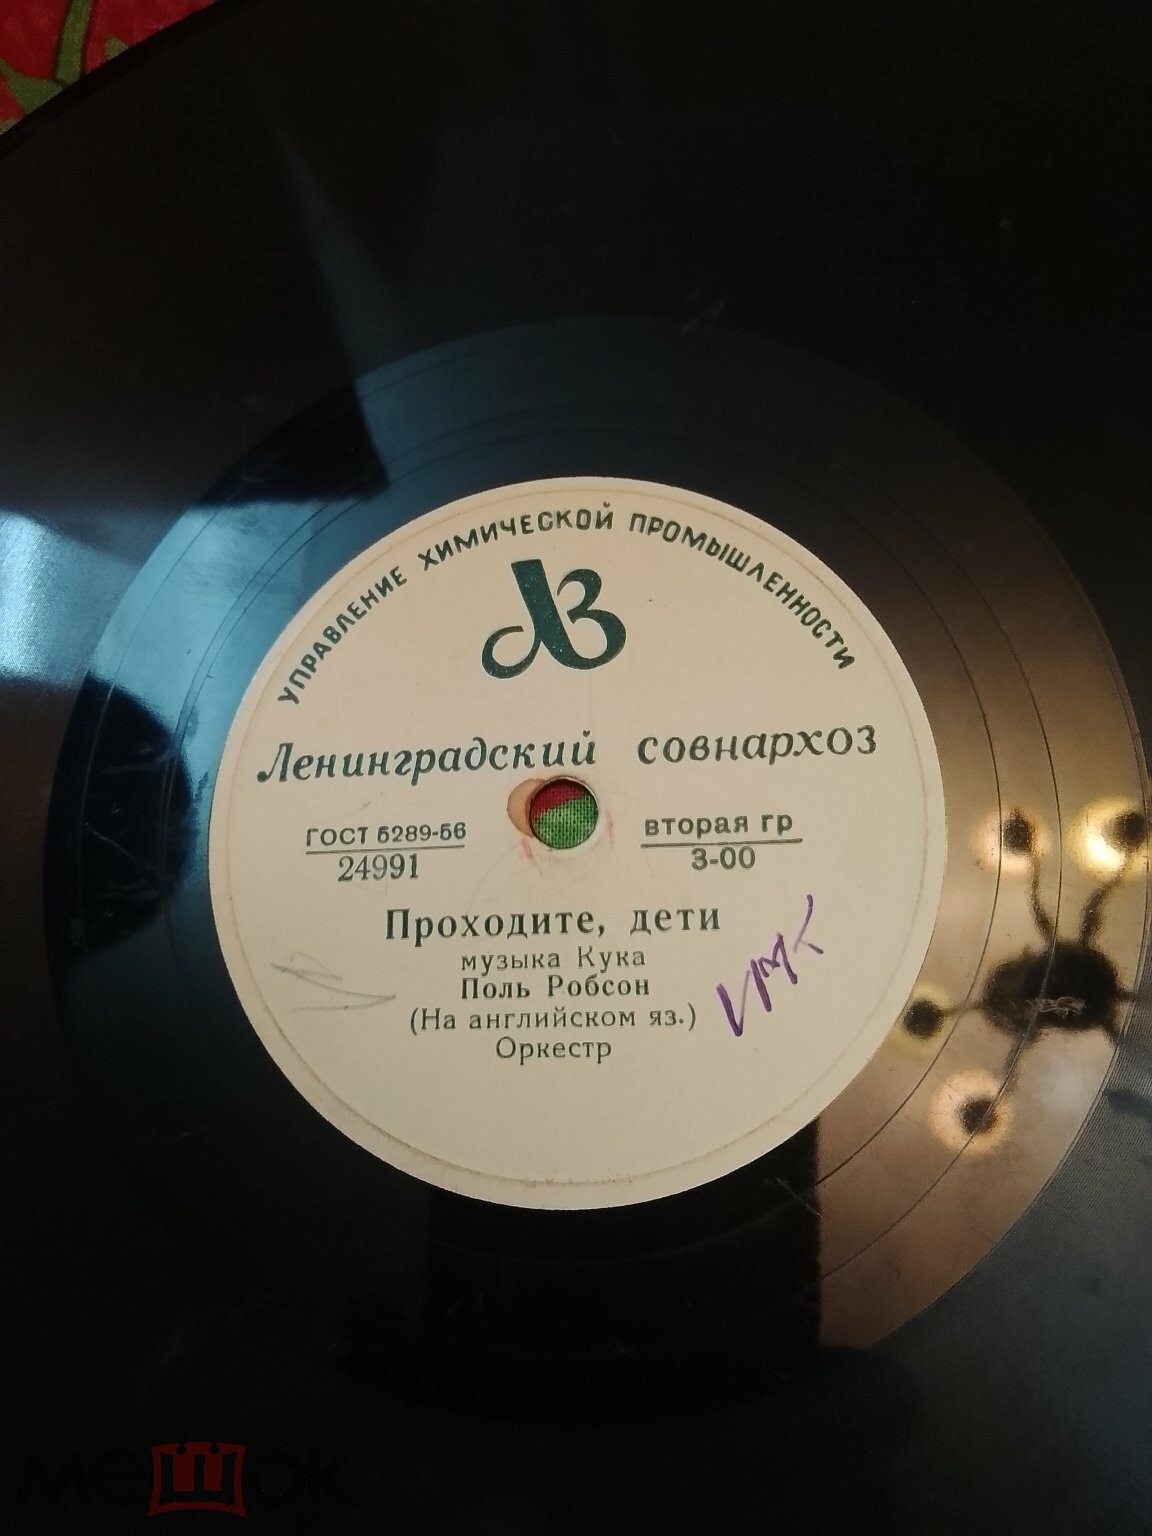 УПРАВЛЕНИЕ ХИМИЧЕСКОЙ ПРОМЫШЛЕННОСТИ
ЛЗ
Ленинградский совнархоз
ГОСТ 5289-56
24991
вторая гр
3-00
Проходите, дети
музыка Кука
Поль Робсон
(На английском яз.)
Оркестр
мешок